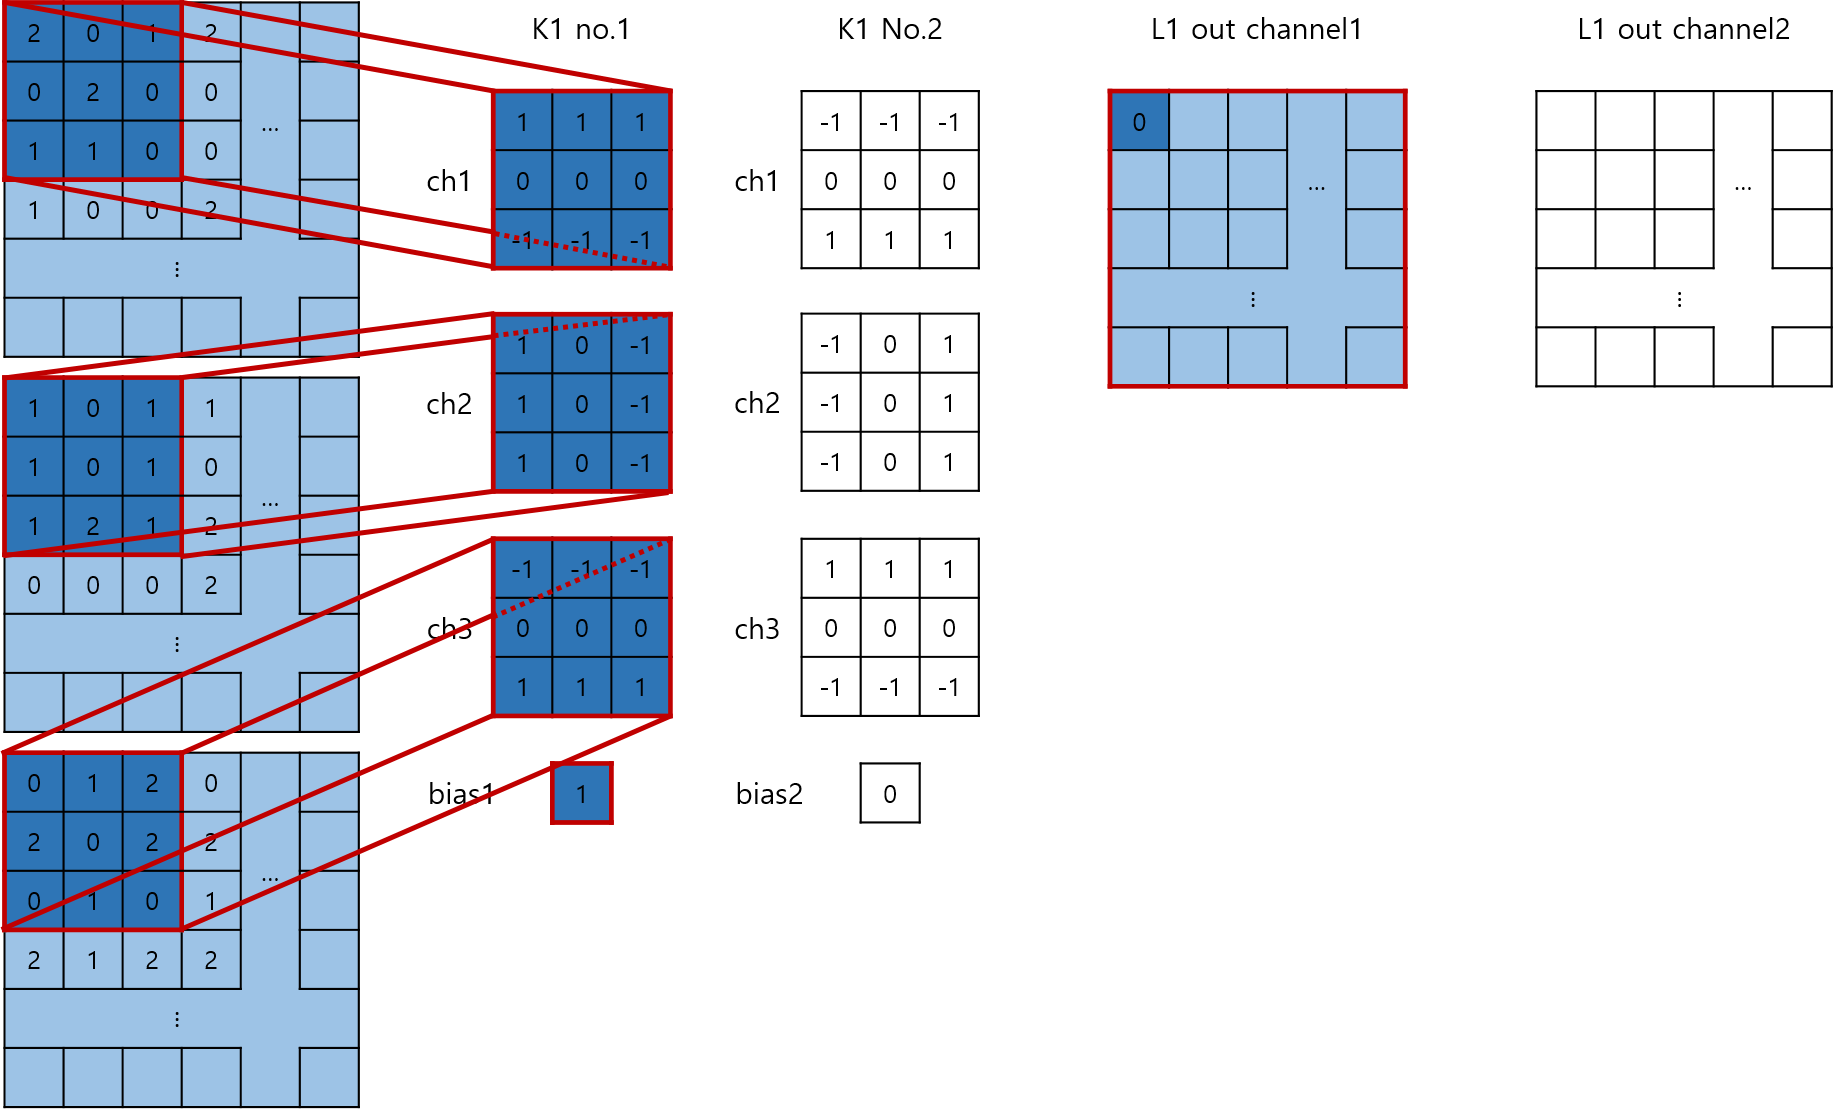 K1 no.1
K1 No.2
L1 out channel1
L1 out channel2
2 0 1 2
0 2 0 0
1 1 0 0
1 0 0 2
...
⋮
ch1
1 1 1
0 0 0
-1 -1 -1
ch1
-1 -1 -1
0 0 0
1 1 1
0
...
⋮
...
⋮
1 0 1 1
1 0 1 0
1 2 1 2
0 0 0 2
...
⋮
ch2
1 0 -1
1 0 -1
1 0 -1
ch2
-1 0 1
-1 0 1
-1 0 1
ch3
-1 -1 -1
0 0 0
1 1 1
ch3
1 1 1
0 0 0
-1 -1 -1
0 1 2 0
2 0 2 2
0 1 0 1
2 1 2 2
...
⋮
bias1
1
bias2
0